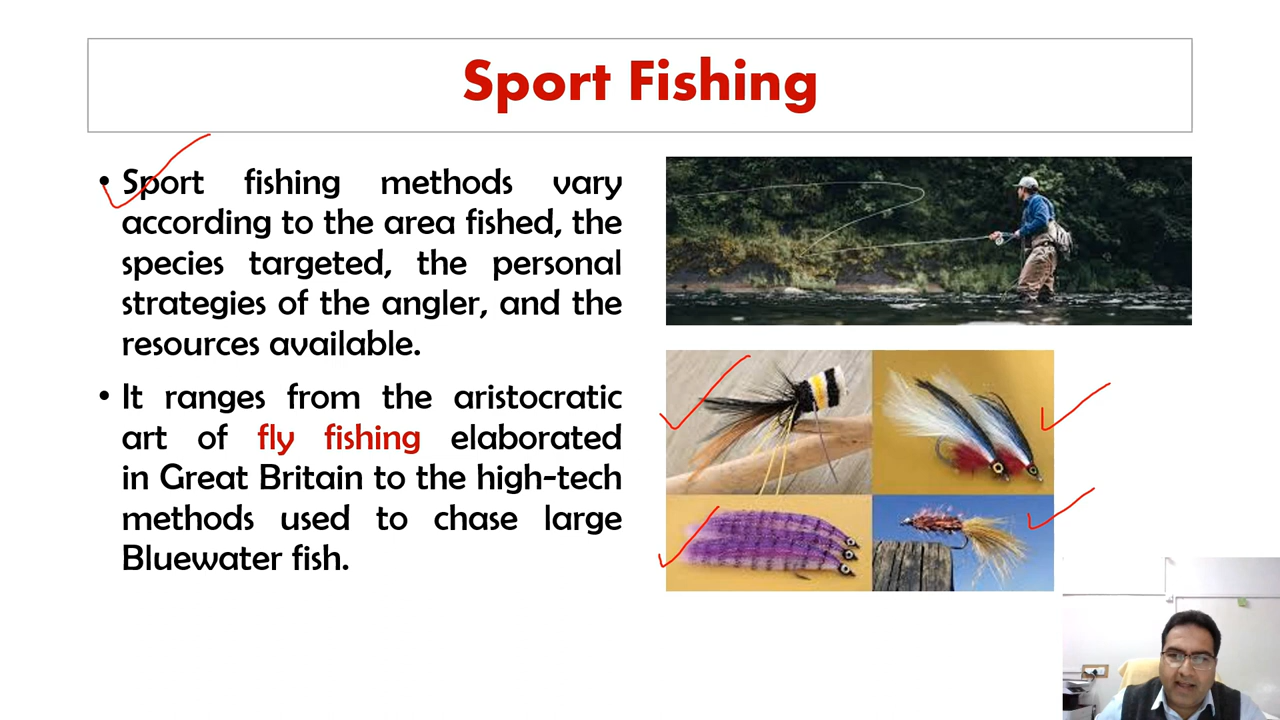 Sport Fishing
• Sport fishing methods vary
according to the area fished, the
species targeted, the personal
strategies of the angler, and the
resources available.
• It ranges from the aristocratic
art of fly fishing elaborated
in Great Britain to the high-tech
methods used to chase large
Bluewater fish.